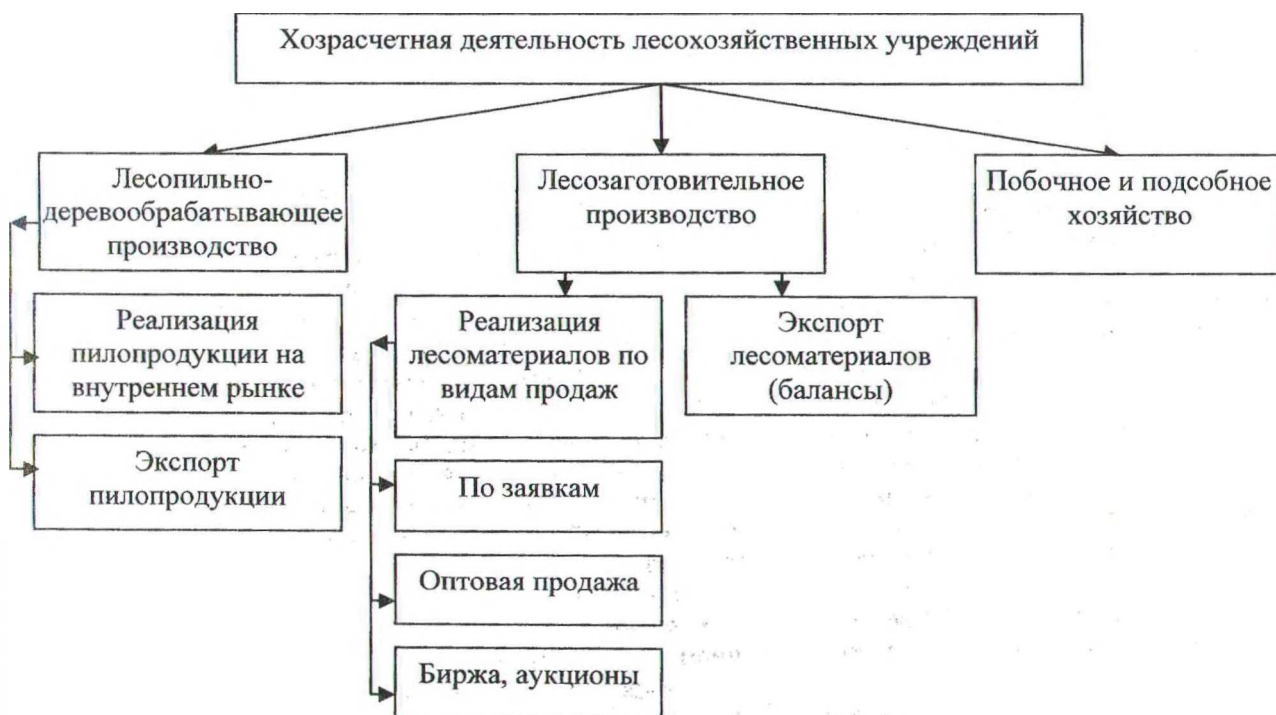 Хозрасчетная деятельность лесохозяйственных учреждений
Лесопильно-
деревообрабатывающее
производство
Лесозаготовительное
производство
Побочное и подсобное
хозяйство
Реализация
пилопродукции на
внутреннем рынке
Реализация
лесоматериалов по
видам продаж
Экспорт
лесоматериалов
(балансы)
Экспорт
пилопродукции
По заявкам
Оптовая продажа
Биржа, аукционы